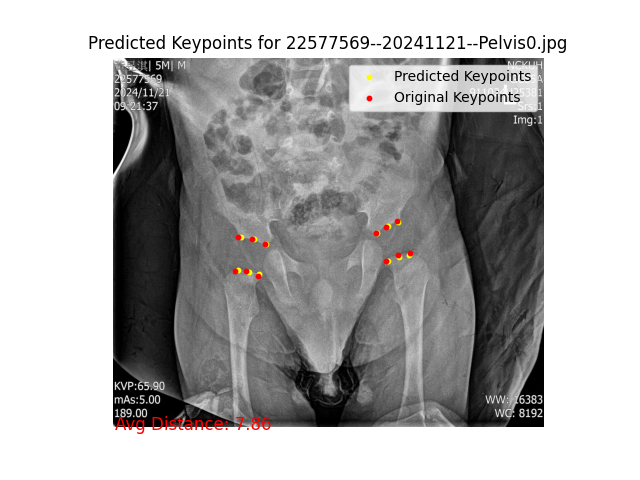 Predicted Keypoints for 22577569--20241121--Pelvis0.jpg
| 5M| M
22577569
2024/11/21
09:21:37
NCKUH
Predicted Keypoints
Original Keypoints
Srs:1
Img:1
KVP:65.90
mAs:5.00
189.00
WW: 16383
WC: 8192
Avg Distance: 7.86